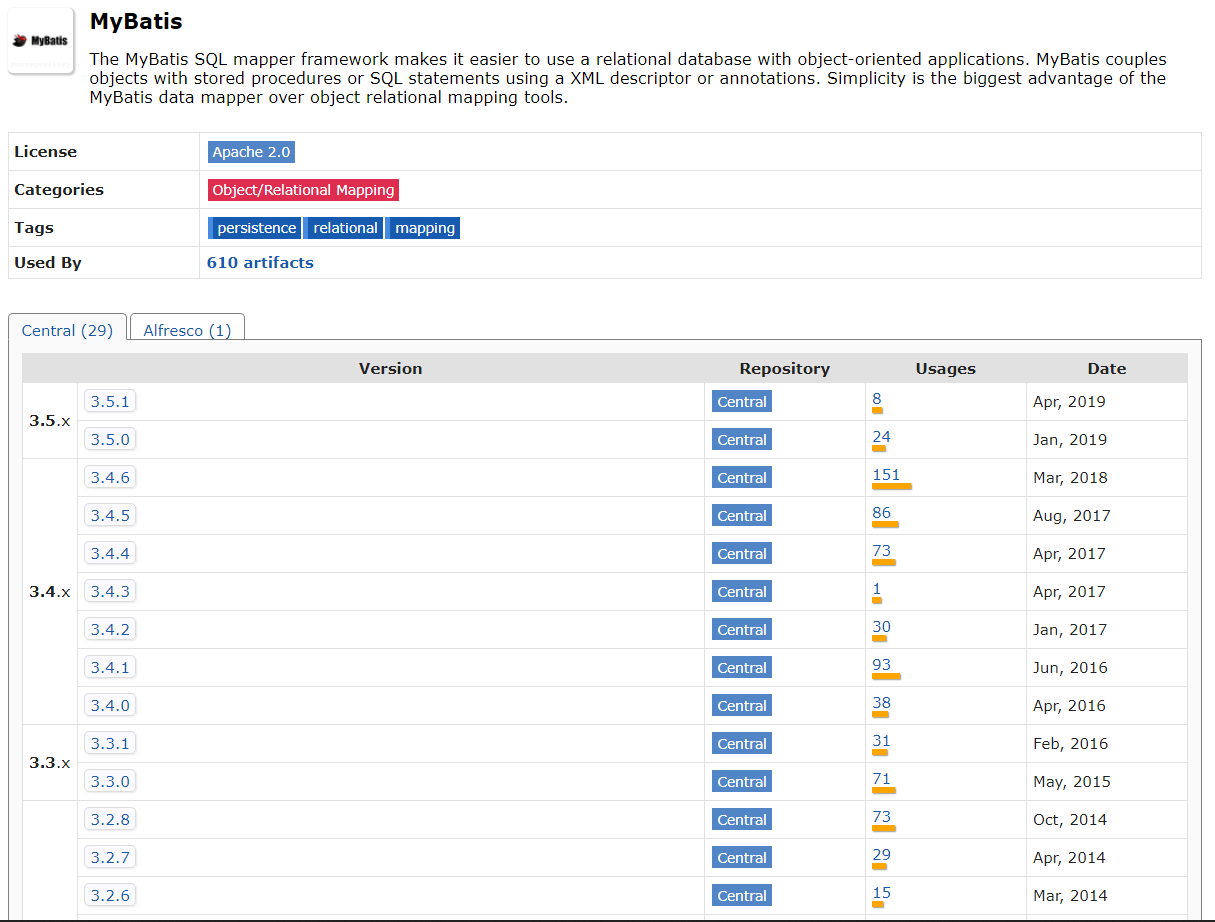 MyBatis
MyBatis
The MyBatis SQL mapper framework makes it easier to use a relational database with object-oriented applications. MyBatis couples
objects with stored procedures or SQL statements using a XML descriptor or annotations. Simplicity is the biggest advantage of the
MyBatis data mapper over object relational mapping tools.
License Apache 2.0
Categories Object/Relational Mapping
Tags persistence relational mapping
Used By 610 artifacts
Central (29) Alfresco (1)
Version Repository Usages Date
3.5.x
3.5.1 Central 8 Apr, 2019
3.5.0 Central 24 Jan, 2019
3.4.x
3.4.6 Central 151 Mar, 2018
3.4.5 Central 86 Aug, 2017
3.4.4 Central 73 Apr, 2017
3.4.3 Central 1 Apr, 2017
3.4.2 Central 30 Jan, 2017
3.4.1 Central 93 Jun, 2016
3.4.0 Central 38 Apr, 2016
3.3.x
3.3.1 Central 31 Feb, 2016
3.3.0 Central 71 May, 2015
3.2.8 Central 73 Oct, 2014
3.2.7 Central 29 Apr, 2014
3.2.6 Central 15 Mar, 2014